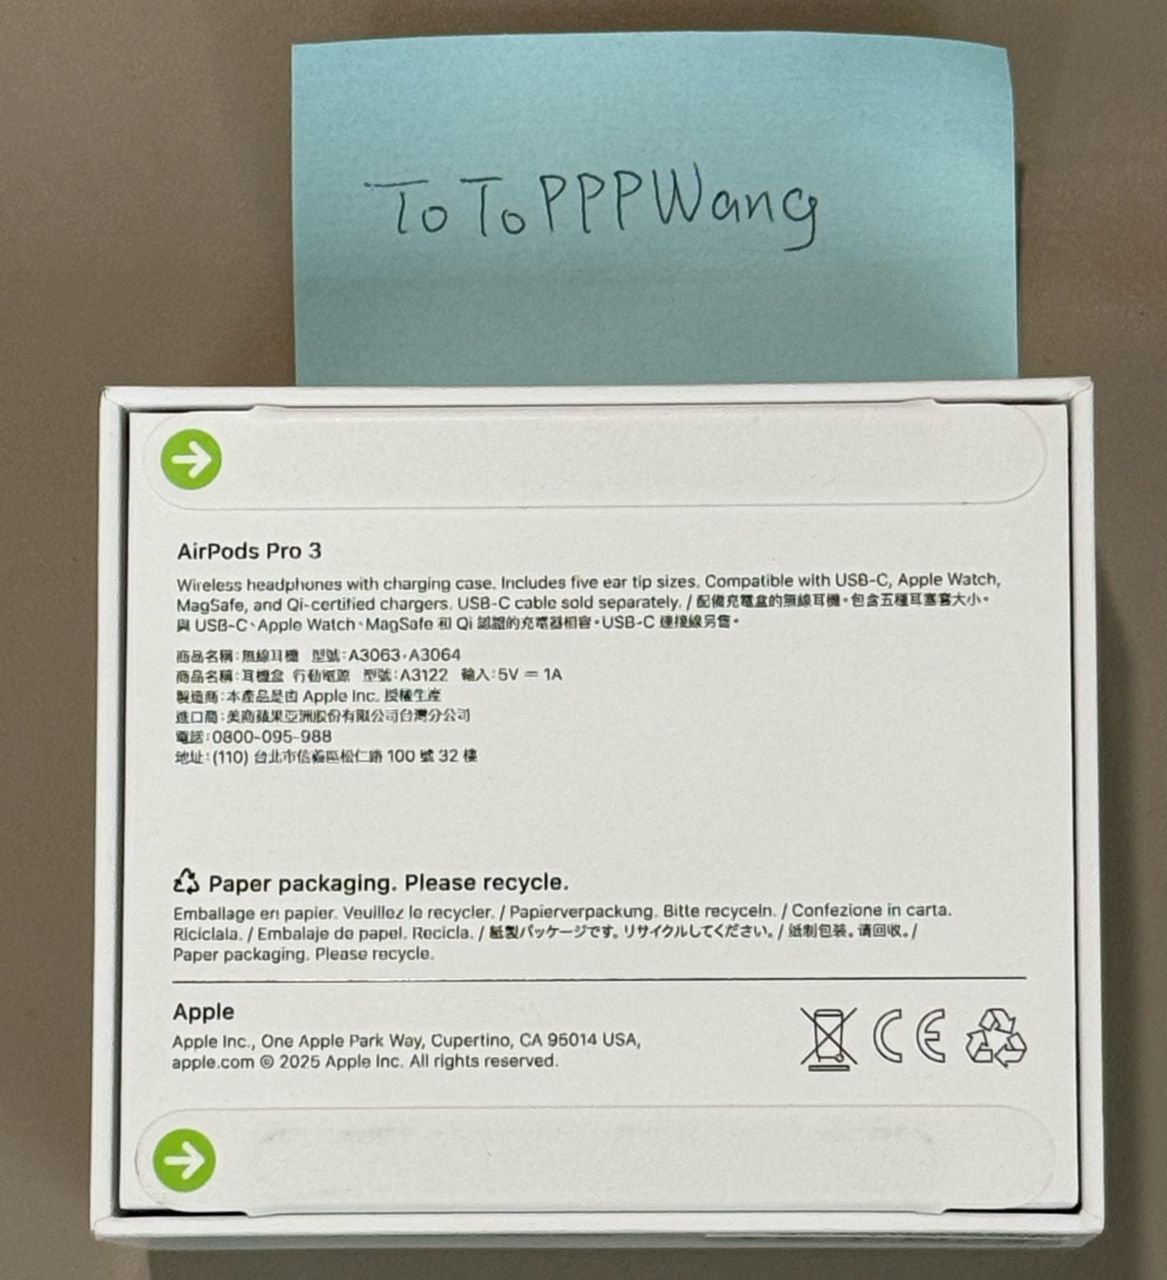 ToToPPPWang
AirPods Pro 3
Wireless headphones with charging case. Includes five ear tip sizes. Compatible with USB-C, Apple Watch,
MagSafe, and Qi-certified chargers. USB-C cable sold separately. / 配備充電盒的無線耳機。包含五種耳塞套大小。
與 USB-C、Apple Watch、MagSafe 和 Qi 認證的充電器相容。USB-C 連接線另售。
商品名稱：無線耳機 型號：A3063、A3064
商品名稱：耳機盒 行動電源 型號：A3122 輸入：5V ⎓ 1A
製造商：本產品是由 Apple Inc. 授權生產
進口商：美商蘋果亞洲股份有限公司台灣分公司
電話：0800-095-988
地址：(110) 台北市信義區松仁路 100 號 32 樓
Paper packaging. Please recycle.
Emballage en papier. Veuillez le recycler. / Papierverpackung. Bitte recyceln. / Confezione in carta.
Riciclala. / Embalaje de papel. Recicla. / 紙製パッケージです。リサイクルしてください。/ 纸制包装。请回收。/
Paper packaging. Please recycle.
Apple
Apple Inc., One Apple Park Way, Cupertino, CA 95014 USA,
apple.com © 2025 Apple Inc. All rights reserved.
CE